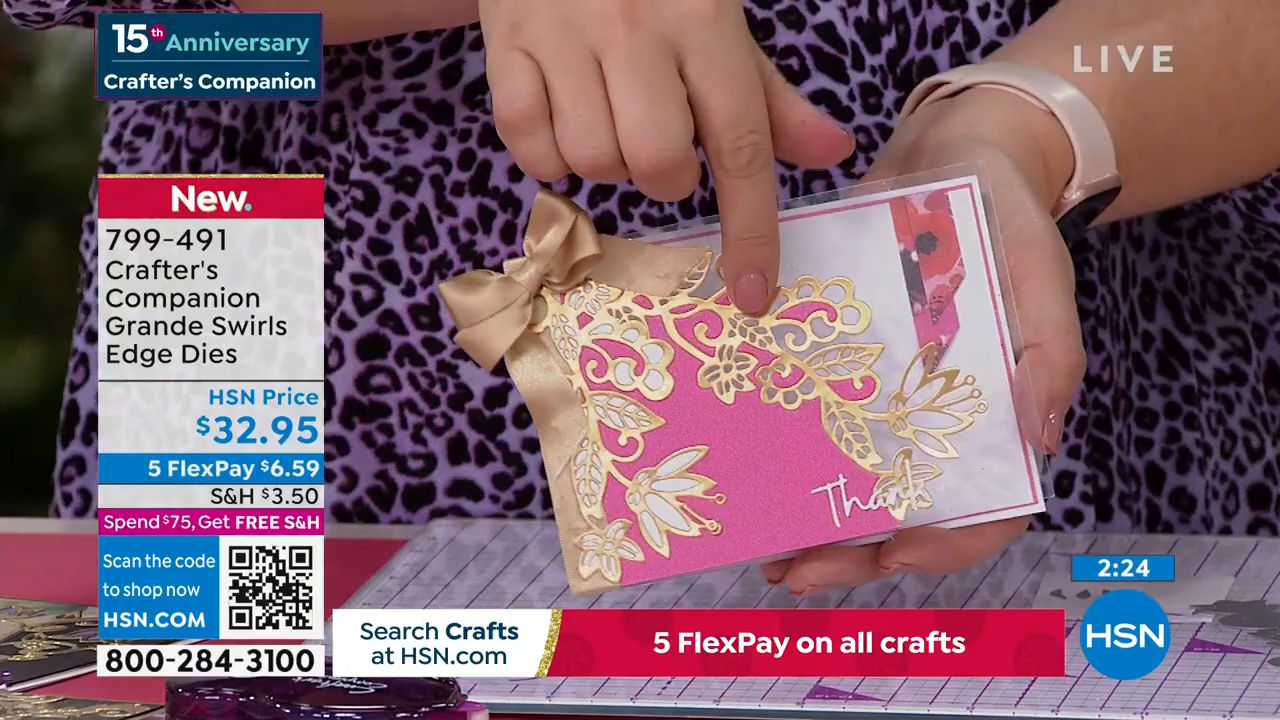 15th Anniversary
Crafter's Companion
LIVE
New.
799-491
Crafter's
Companion
Grande Swirls
Edge Dies
HSN Price
$32.95
5 FlexPay $6.59
S&H $3.50
Spend $75, Get FREE S&H
Scan the code
to shop now
HSN.COM
800-284-3100
Thank
2:24
Search Crafts
at HSN.com
5 FlexPay on all crafts
HSN